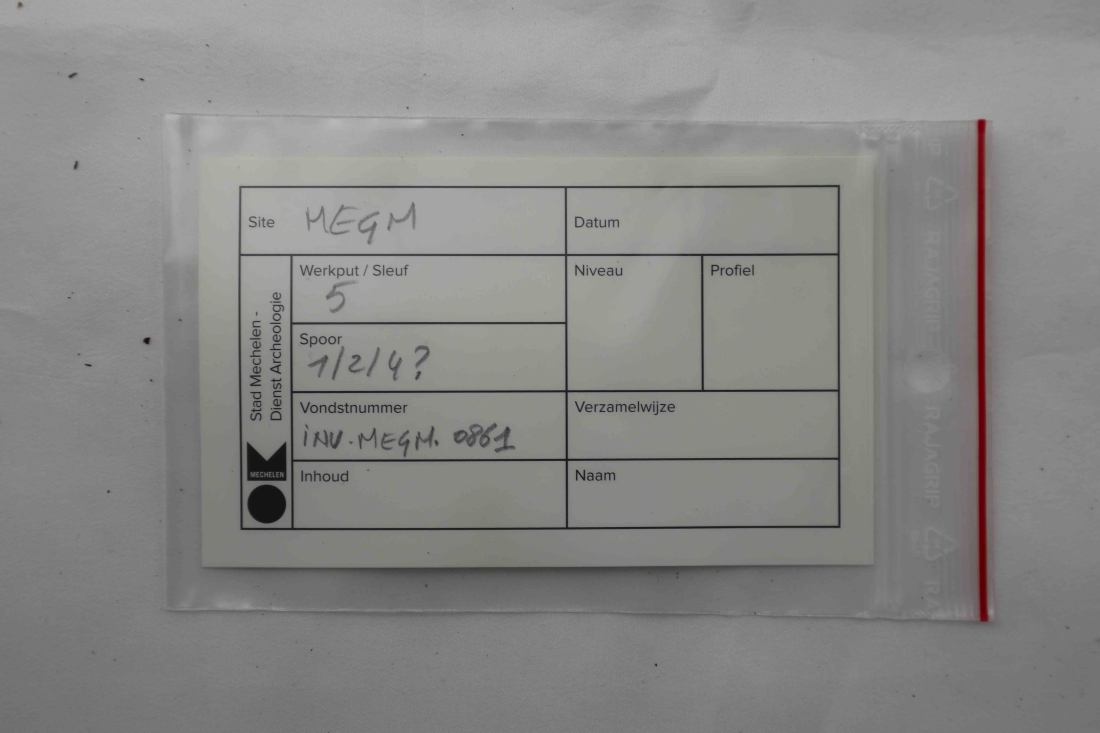 Site MEGM
Datum
Stad Mechelen -
Dienst Archeologie
MECHELEN
Werkput / Sleuf
5
Niveau
Profiel
Spoor
1/2/4?
Vondstnummer
INV. MEGM. 0861
Verzamelwijze
Inhoud
Naam
RAJAGRIP
RAJAGRIP